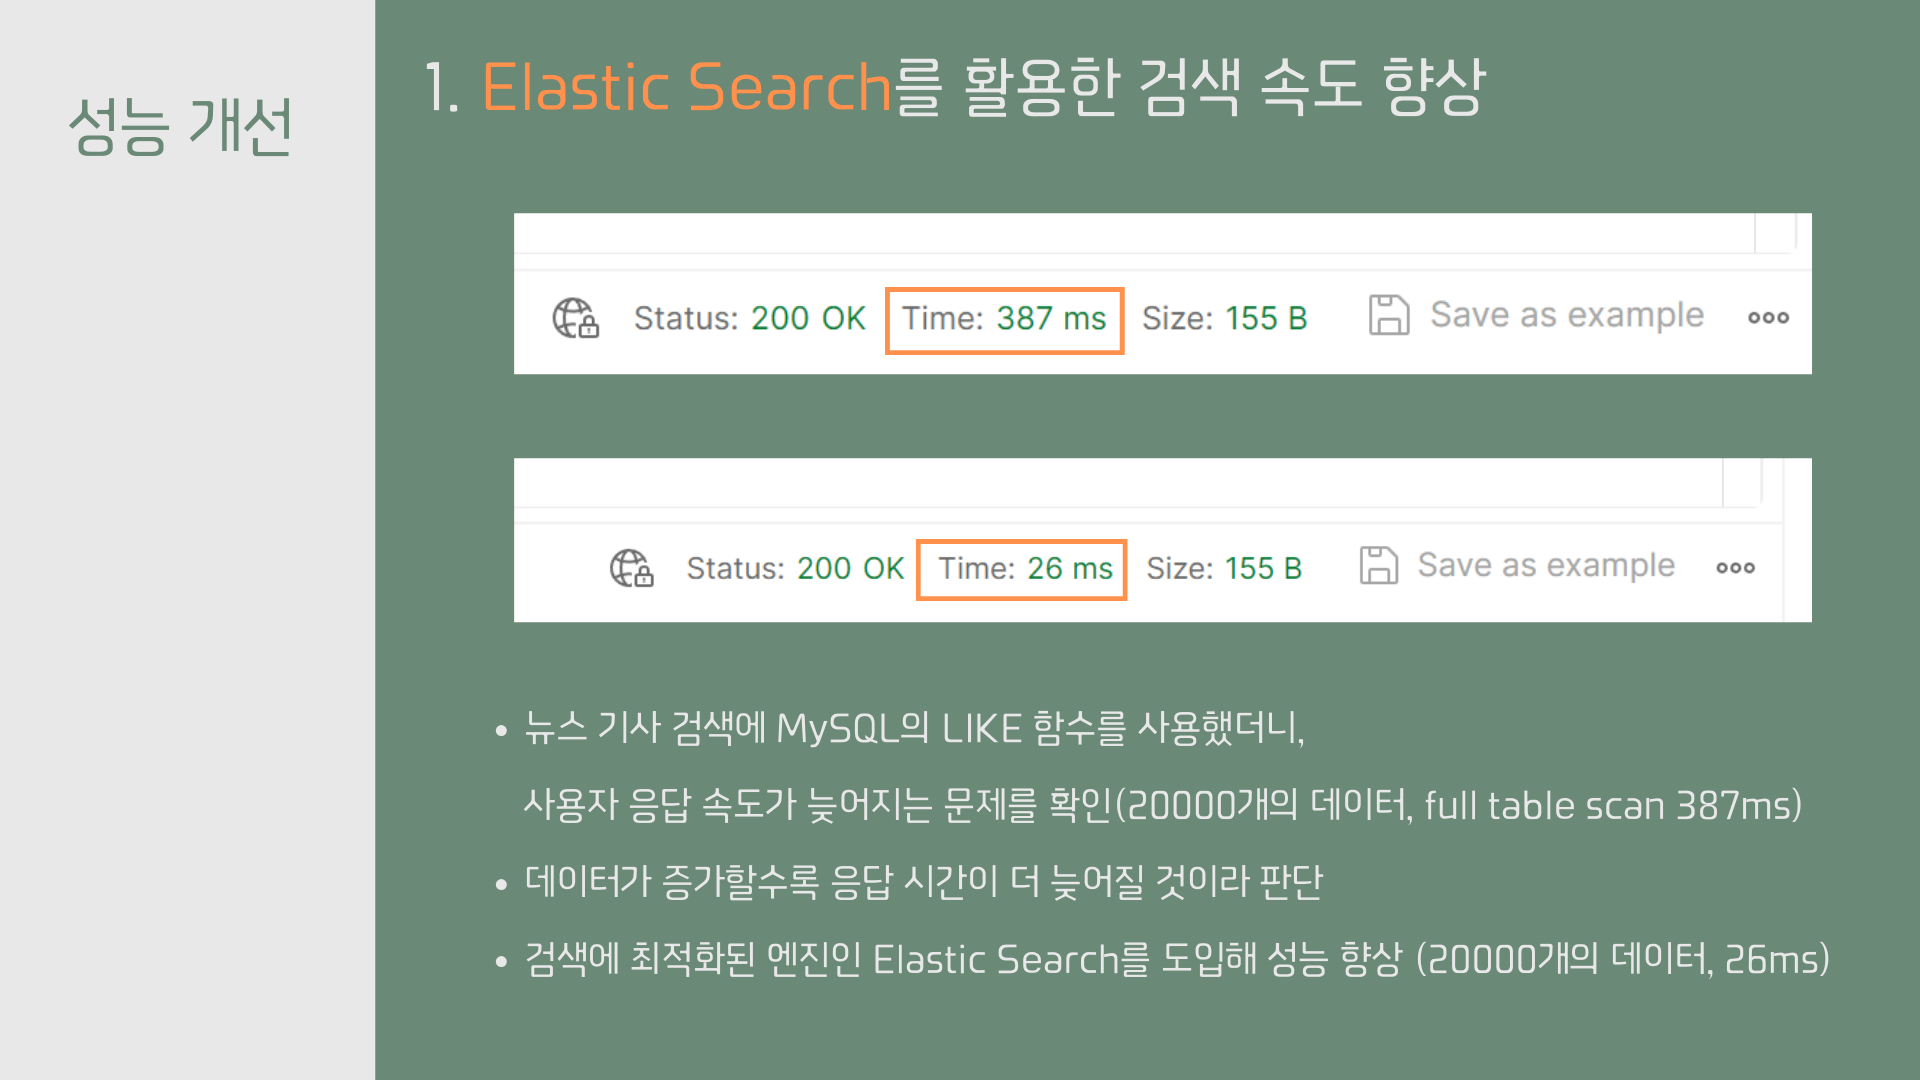 성능 개선
1. Elastic Search를 활용한 검색 속도 향상
Status: 200 OK Time: 387 ms Size: 155 B Save as example
Status: 200 OK Time: 26 ms Size: 155 B Save as example
• 뉴스 기사 검색에 MySQL의 LIKE 함수를 사용했더니,
사용자 응답 속도가 늦어지는 문제를 확인(20000개의 데이터, full table scan 387ms)
• 데이터가 증가할수록 응답 시간이 더 늦어질 것이라 판단
• 검색에 최적화된 엔진인 Elastic Search를 도입해 성능 향상 (20000개의 데이터, 26ms)